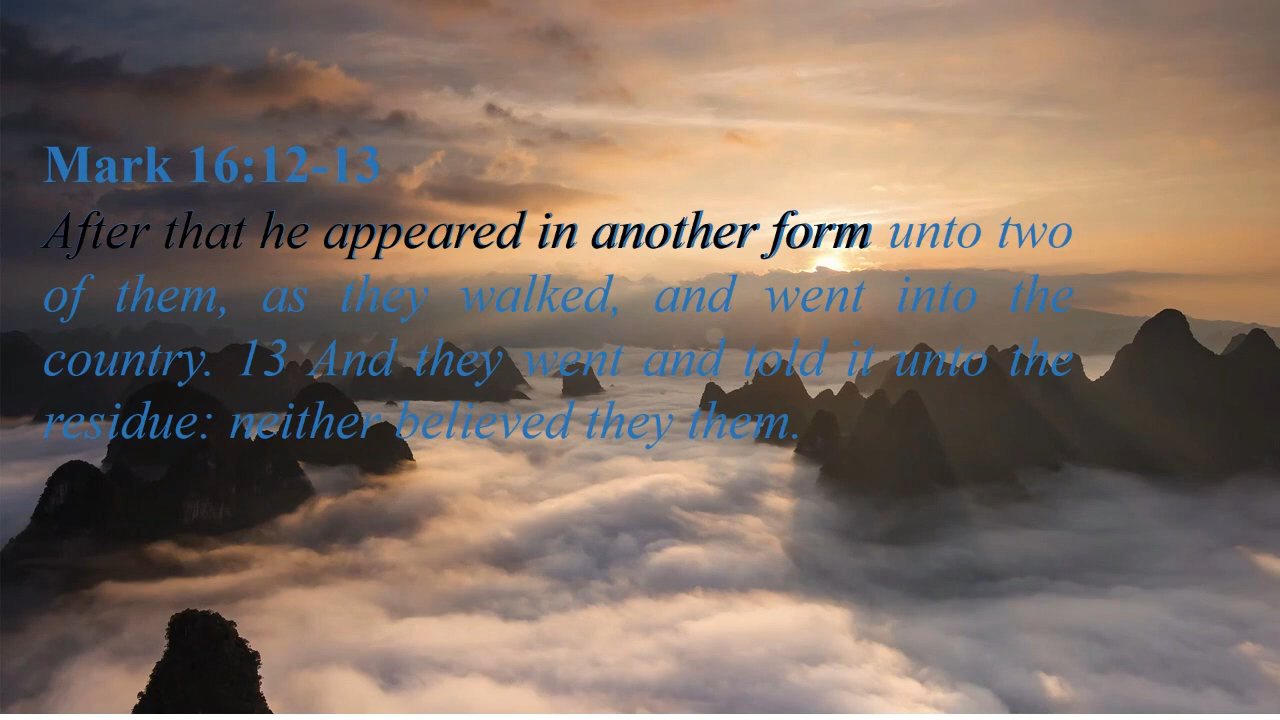 Mark 16:12-13
After that he appeared in another form unto two
of them, as they walked, and went into the
country. 13 And they went and told it unto the
residue: neither believed they them.